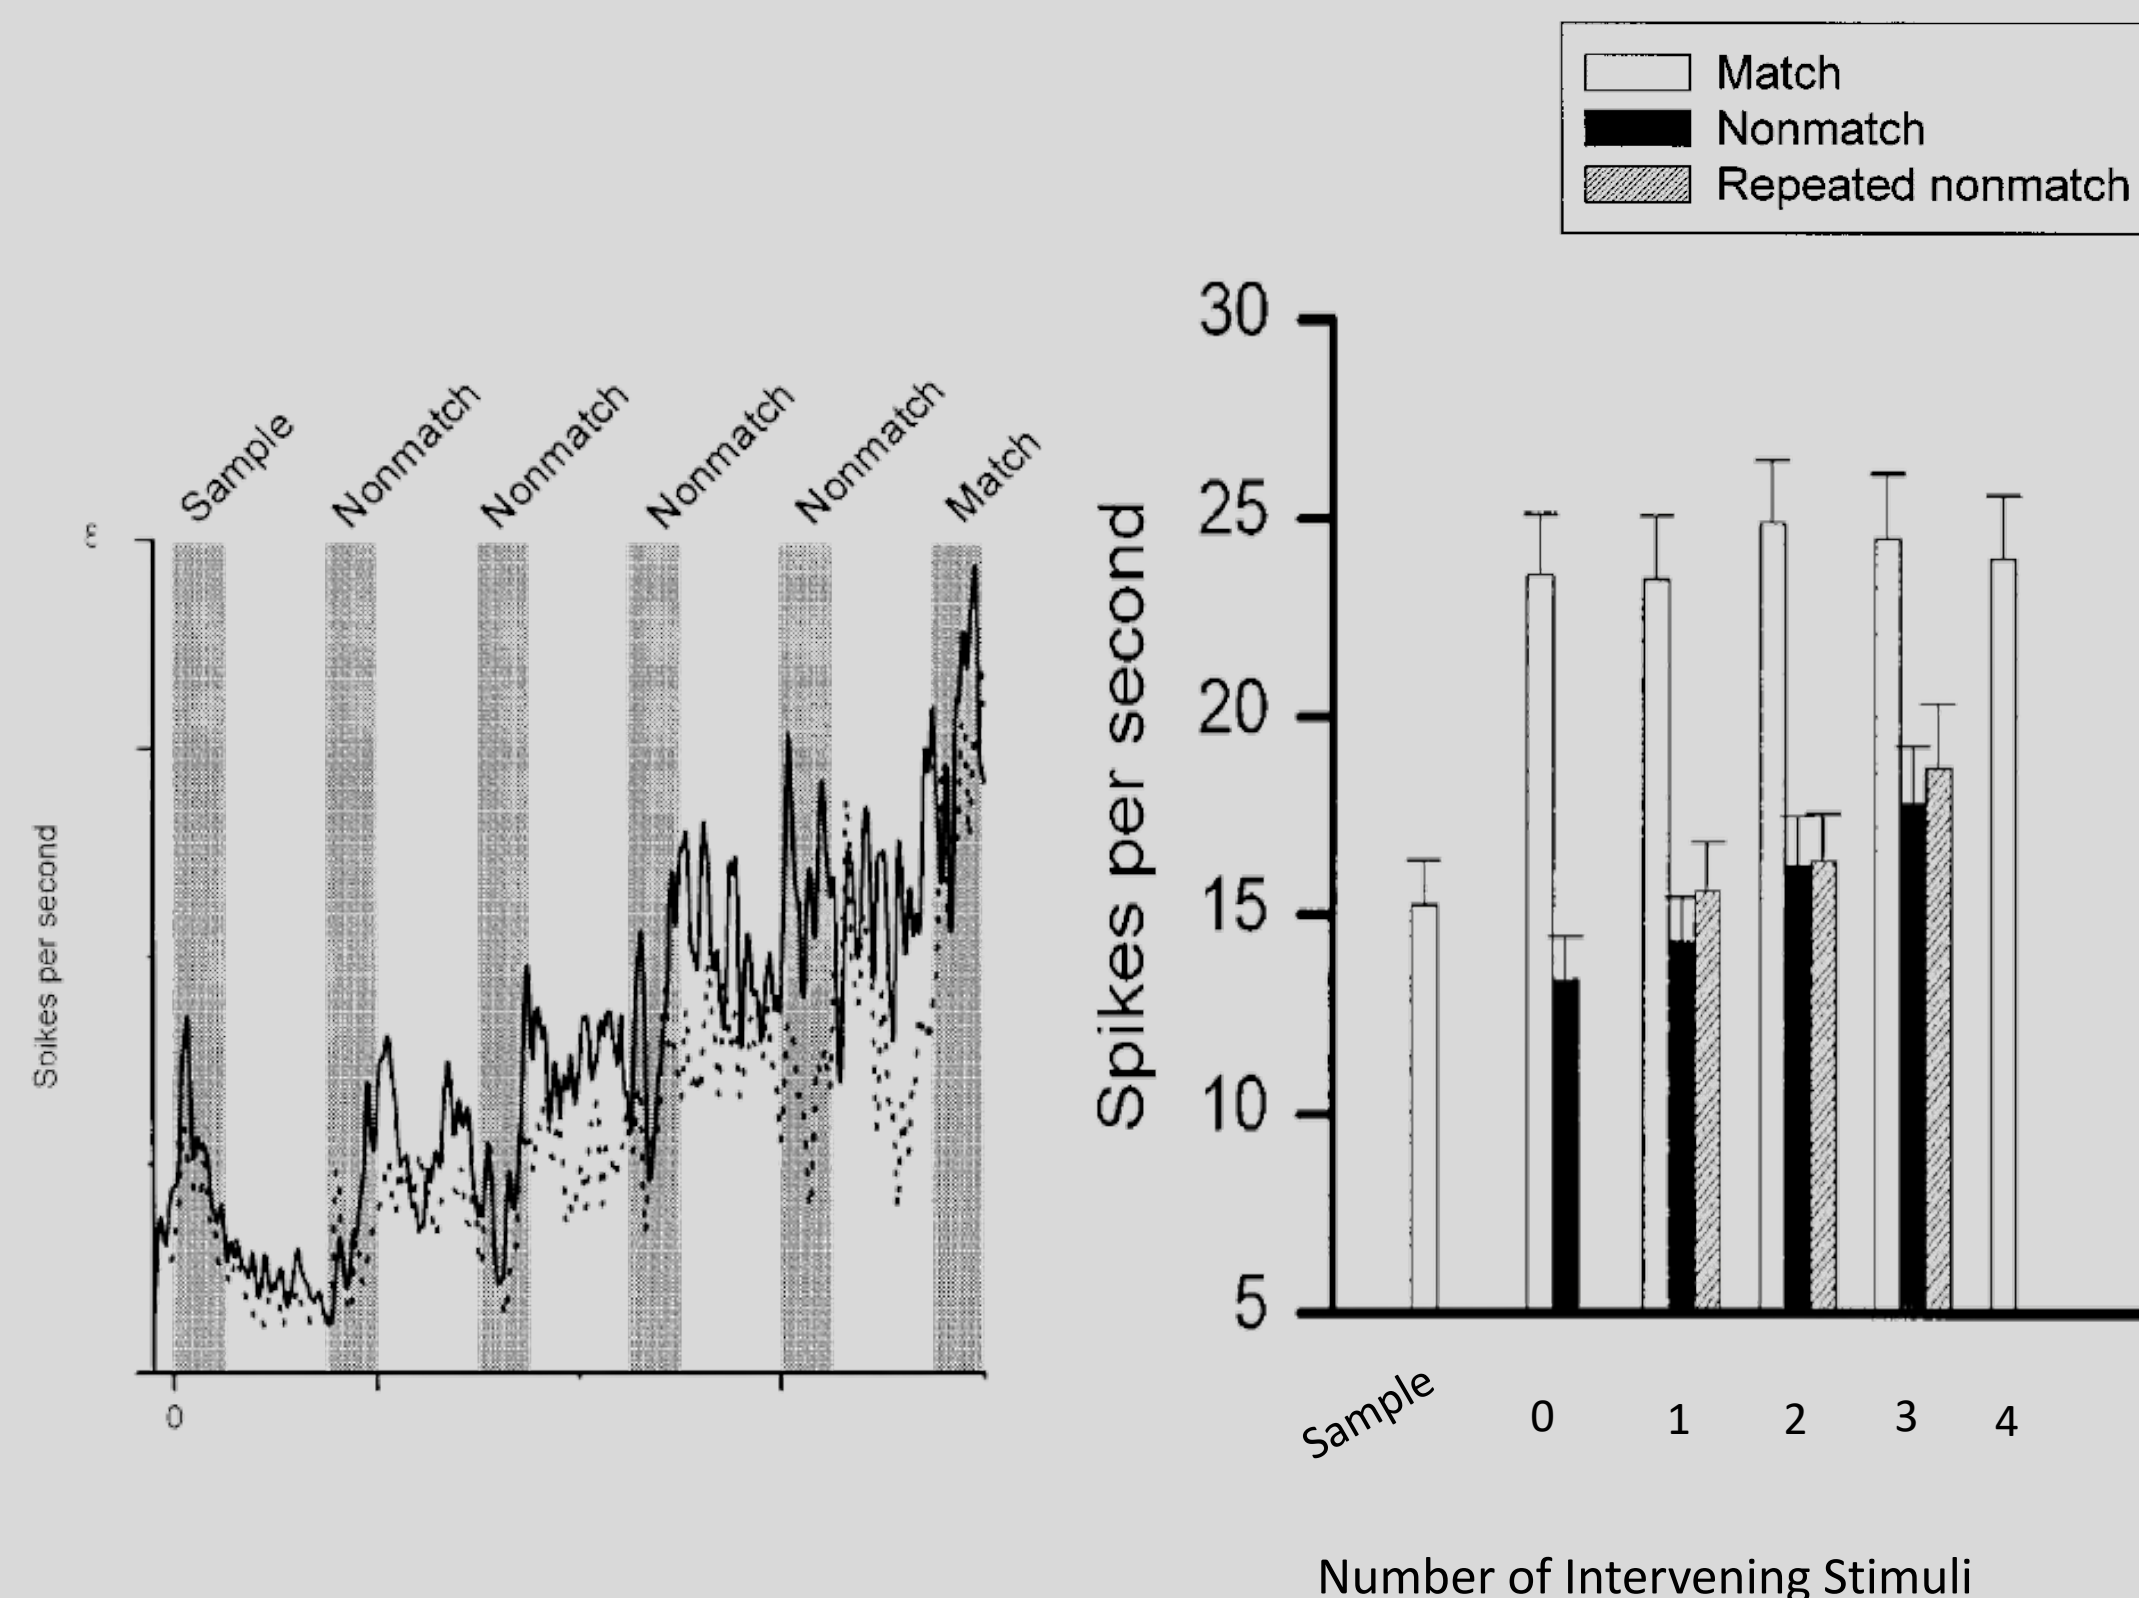 Match
Nonmatch
Repeated nonmatch
Sample
Nonmatch
Nonmatch
Nonmatch
Nonmatch
Match
Spikes per second
0
Spikes per second
30
25
20
15
10
5
Sample
0
1
2
3
4
Number of Intervening Stimuli